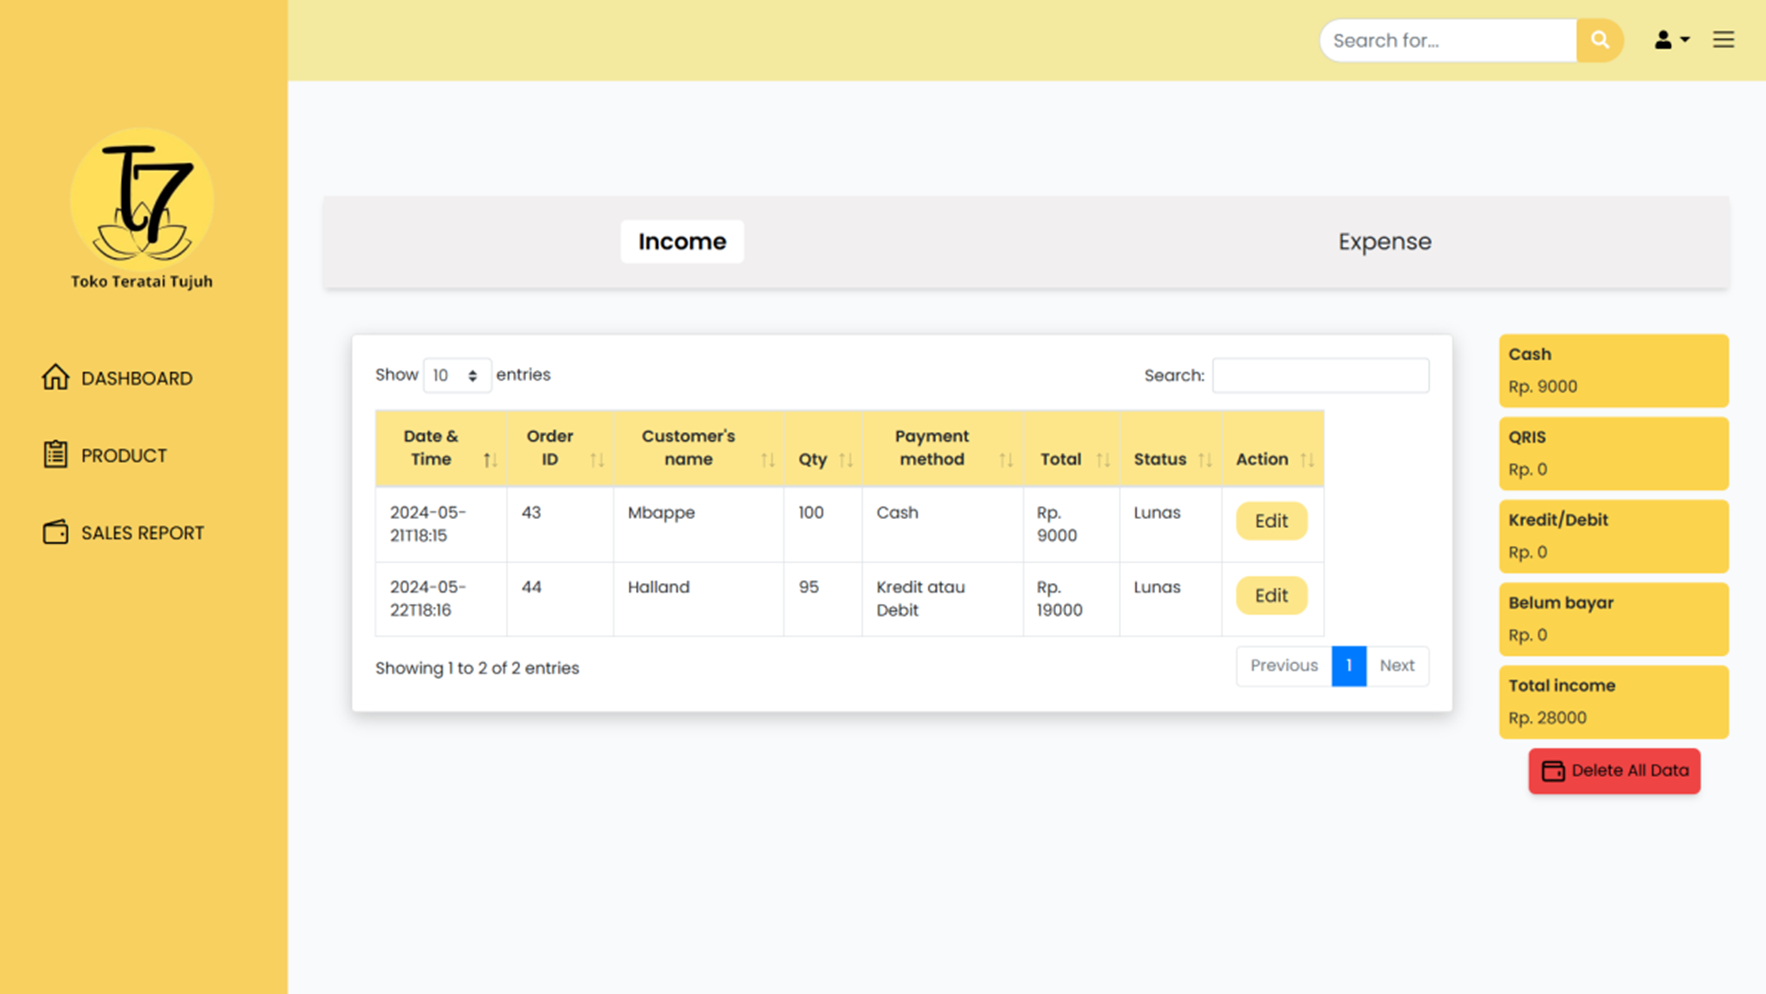 Search for...
T7
Toko Teratai Tujuh
DASHBOARD
PRODUCT
SALES REPORT
Income
Expense
Show 10 entries
Search:
Date & Time
Order ID
Customer's name
Qty
Payment method
Total
Status
Action
2024-05-21T18:15
43
Mbappe
100
Cash
Rp. 9000
Lunas
Edit
2024-05-22T18:16
44
Halland
95
Kredit atau Debit
Rp. 19000
Lunas
Edit
Showing 1 to 2 of 2 entries
Previous 1 Next
Cash
Rp. 9000
QRIS
Rp. 0
Kredit/Debit
Rp. 0
Belum bayar
Rp. 0
Total income
Rp. 28000
Delete All Data